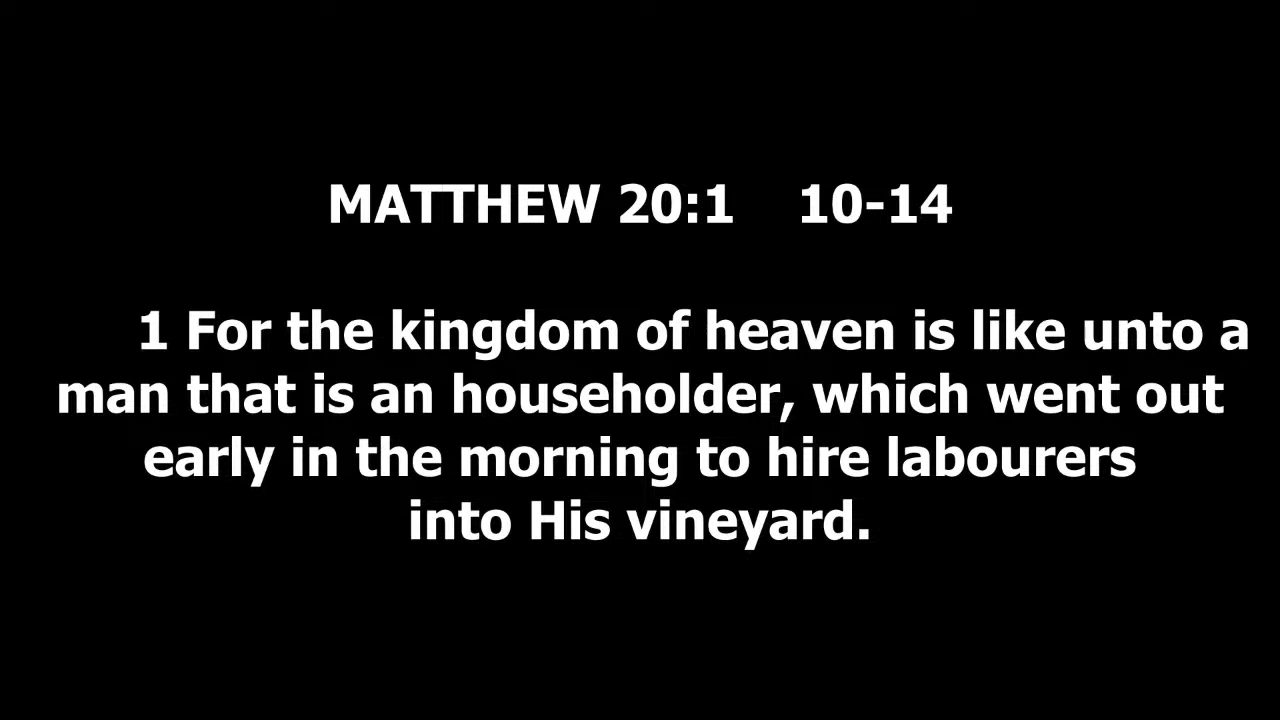 MATTHEW 20:1    10-14
1 For the kingdom of heaven is like unto a
man that is an householder, which went out
early in the morning to hire labourers
into His vineyard.